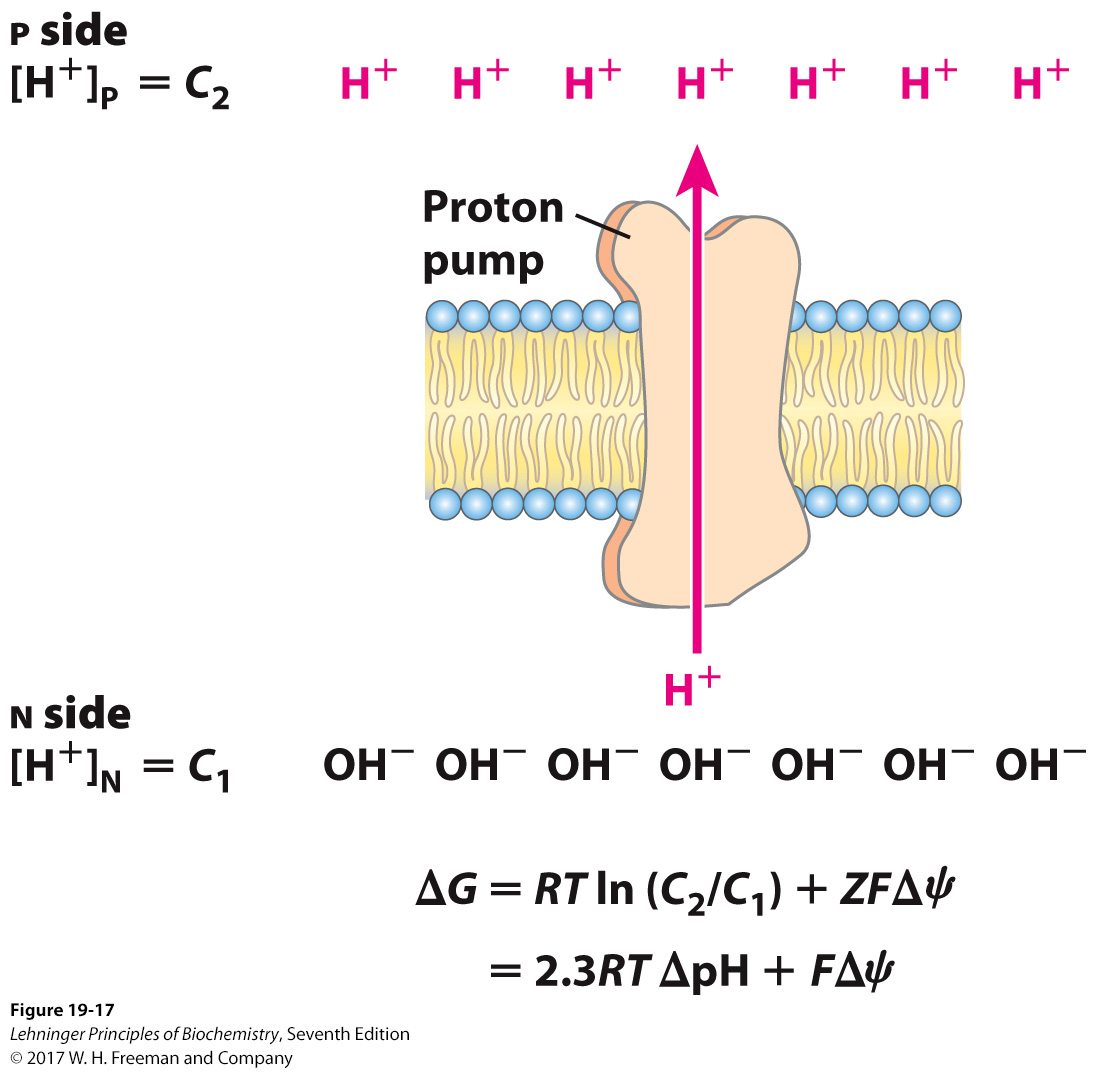 P side
[H⁺]P = C₂
H⁺ H⁺ H⁺ H⁺ H⁺ H⁺ H⁺
Proton
pump
H⁺
N side
[H⁺]N = C₁
OH⁻ OH⁻ OH⁻ OH⁻ OH⁻ OH⁻ OH⁻
ΔG = RT ln (C₂/C₁) + ZFΔψ
= 2.3RT ΔpH + FΔψ
Figure 19-17
Lehninger Principles of Biochemistry, Seventh Edition
© 2017 W. H. Freeman and Company